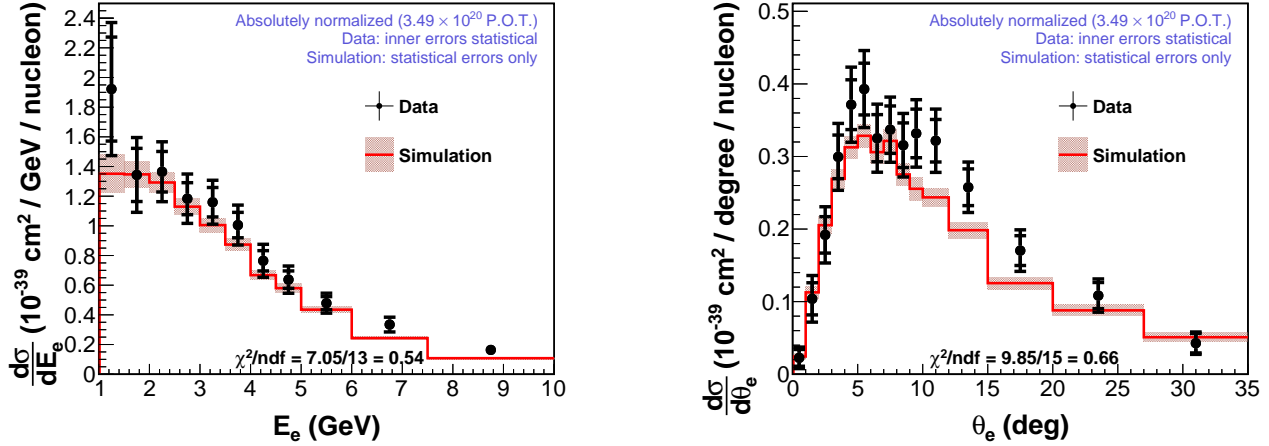 Absolutely normalized (3.49 × 10²⁰ P.O.T.)
Data: inner errors statistical
Simulation: statistical errors only
Data
Simulation
dσ/dE_e (10⁻³⁹ cm² / GeV / nucleon)
2.4
2.2
2
1.8
1.6
1.4
1.2
1
0.8
0.6
0.4
0.2
0
χ²/ndf = 7.05/13 = 0.54
1 2 3 4 5 6 7 8 9 10
E_e (GeV)
Absolutely normalized (3.49 × 10²⁰ P.O.T.)
Data: inner errors statistical
Simulation: statistical errors only
Data
Simulation
dσ/dθ_e (10⁻³⁹ cm² / degree / nucleon)
0.5
0.4
0.3
0.2
0.1
0
χ²/ndf = 9.85/15 = 0.66
0 5 10 15 20 25 30 35
θ_e (deg)